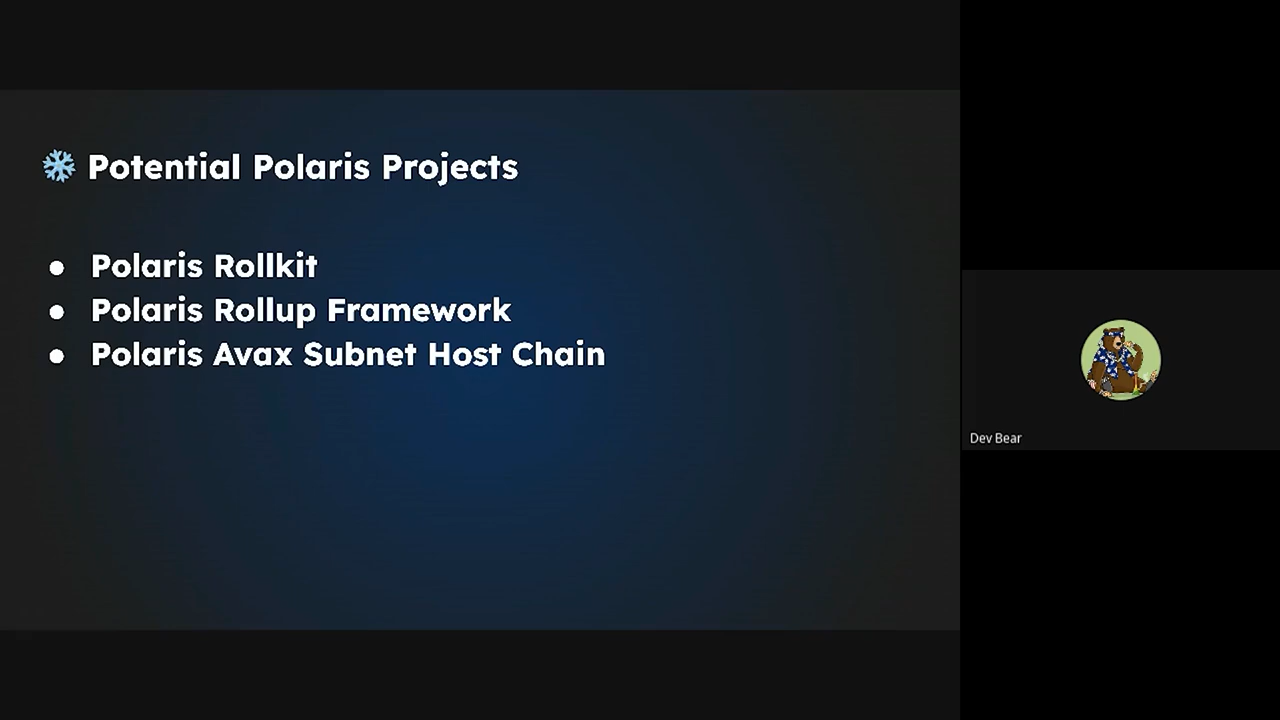 Potential Polaris Projects
● Polaris Rollkit
● Polaris Rollup Framework
● Polaris Avax Subnet Host Chain
Dev Bear